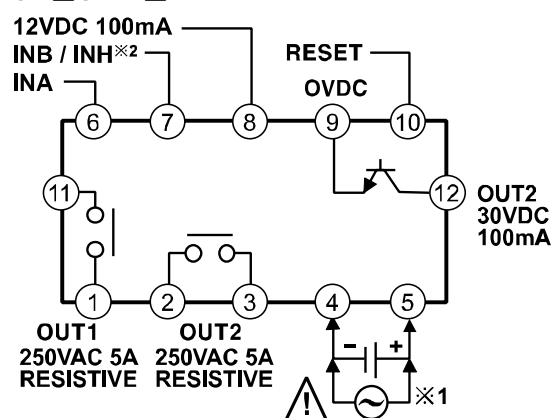 12VDC 100mA
INB / INH※2
INA
RESET
OVDC
6
7
8
9
10
11
12
OUT2
30VDC
100mA
1
2
3
4
5
OUT1
250VAC 5A
RESISTIVE
OUT2
250VAC 5A
RESISTIVE
- +
!
※1